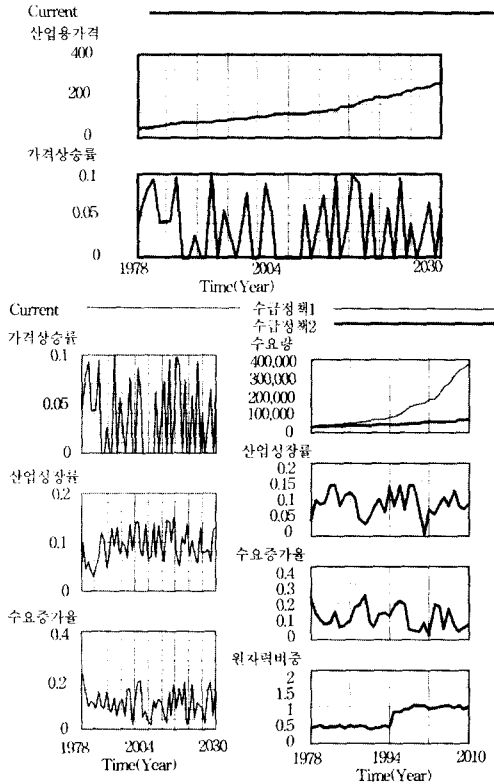 Current
산업용가격
400
200
0
가격상승률
0.1
0.05
0
1978 2004 2030
Time(Year)
Current
가격상승률
0.1
0.05
0
산업성장률
0.2
0.1
0
수요증가율
0.4
0.2
0
1978 2004 2030
Time(Year)
수급정책1
수급정책2
수요량
400,000
300,000
200,000
100,000
0
산업성장률
0.2
0.15
0.1
0.05
0
수요증가율
0.4
0.3
0.2
0.1
0
원자력비중
2
1.5
1
0.5
0
1978 1994 2010
Time(Year)